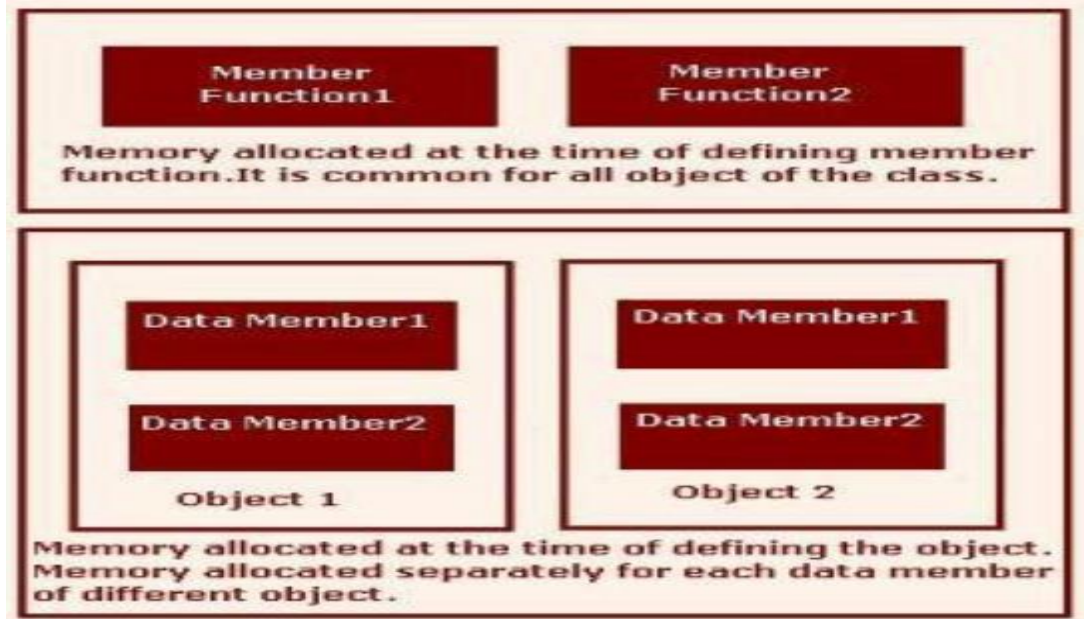 Member
Function1
Member
Function2
Memory allocated at the time of defining member
function.It is common for all object of the class.
Data Member1
Data Member2
Object 1
Data Member1
Data Member2
Object 2
Memory allocated at the time of defining the object.
Memory allocated separately for each data member
of different object.